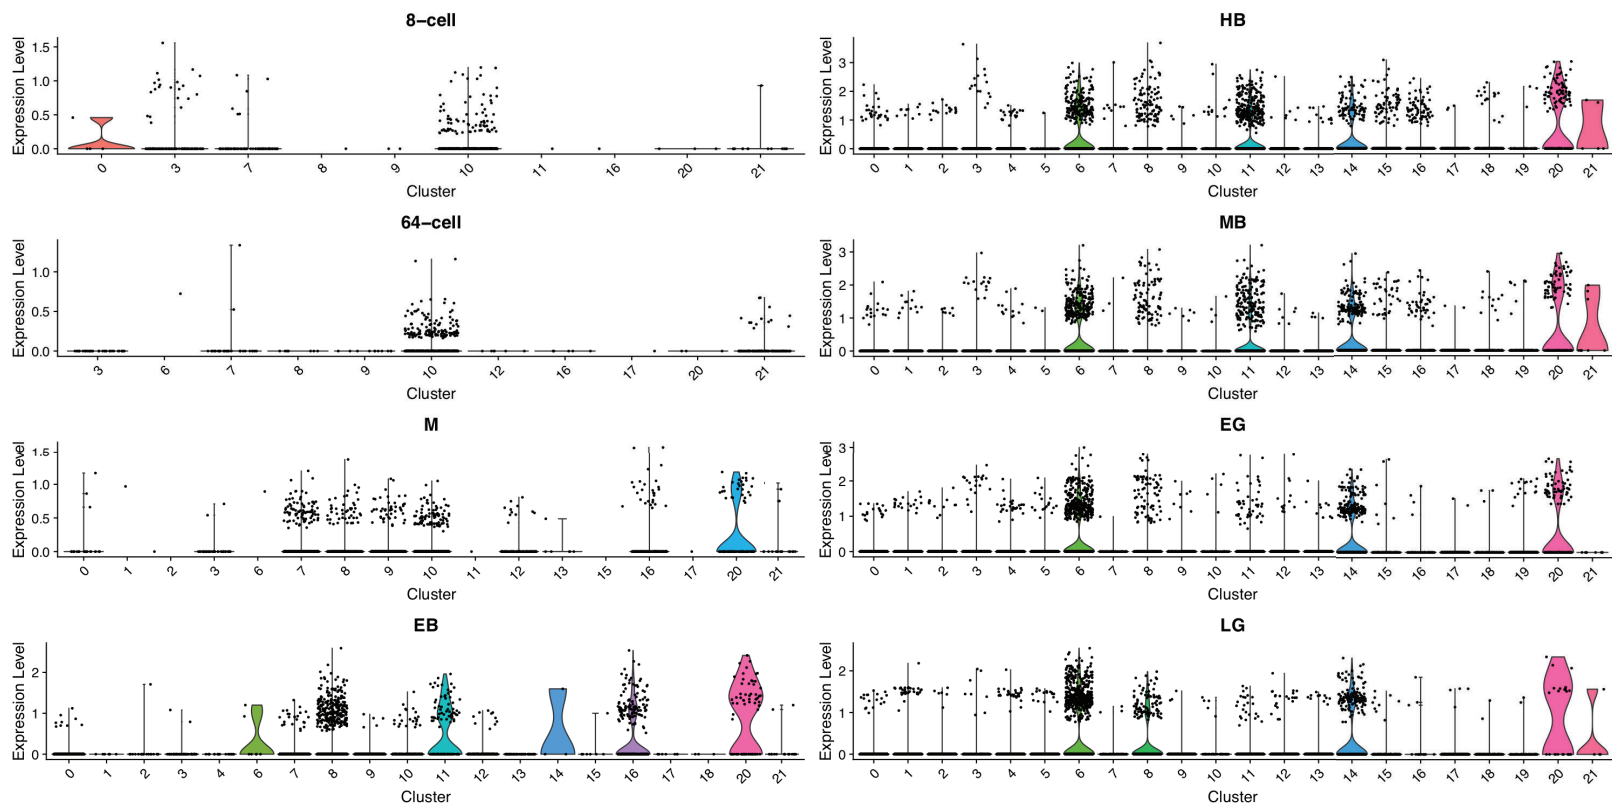 8−cell
Expression Level
1.5
1.0
0.5
0.0
0 3 7 8 9 10 11 16 20 21
Cluster
64−cell
Expression Level
1.0
0.5
0.0
3 6 7 8 9 10 12 16 17 20 21
Cluster
M
Expression Level
1.5
1.0
0.5
0.0
0 1 2 3 6 7 8 9 10 11 12 13 15 16 17 20 21
Cluster
EB
Expression Level
2
1
0
0 1 2 3 4 6 7 8 9 10 11 12 13 14 15 16 17 18 20 21
Cluster
HB
Expression Level
3
2
1
0
0 1 2 3 4 5 6 7 8 9 10 11 12 13 14 15 16 17 18 19 20 21
Cluster
MB
Expression Level
3
2
1
0
0 1 2 3 4 5 6 7 8 9 10 11 12 13 14 15 16 17 18 19 20 21
Cluster
EG
Expression Level
3
2
1
0
0 1 2 3 4 5 6 7 8 9 10 11 12 13 14 15 16 17 18 19 20 21
Cluster
LG
Expression Level
2
1
0
0 1 2 3 4 5 6 7 8 9 10 11 12 13 14 15 16 17 18 19 20 21
Cluster